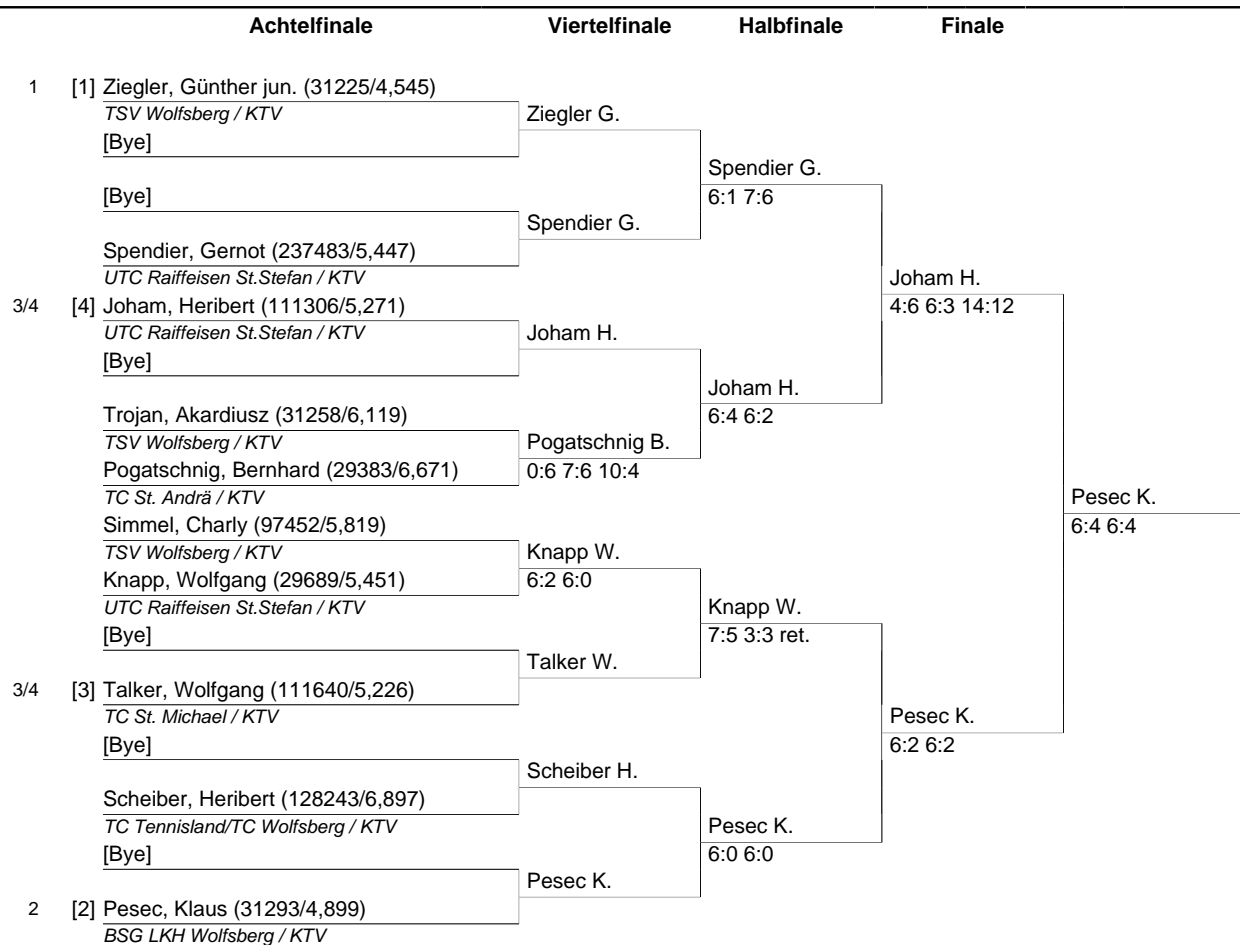 Achtelfinale Viertelfinale Halbfinale Finale
1 [1] Ziegler, Günther jun. (31225/4,545)
TSV Wolfsberg / KTV Ziegler G.
[Bye]
Spendier G.
[Bye] 6:1 7:6
Spendier G.
Spendier, Gernot (237483/5,447)
UTC Raiffeisen St.Stefan / KTV Joham H.
3/4 [4] Joham, Heribert (111306/5,271) 4:6 6:3 14:12
UTC Raiffeisen St.Stefan / KTV Joham H.
[Bye]
Joham H.
Trojan, Akardiusz (31258/6,119) 6:4 6:2
TSV Wolfsberg / KTV Pogatschnig B.
Pogatschnig, Bernhard (29383/6,671) 0:6 7:6 10:4
TC St. Andrä / KTV Pesec K.
Simmel, Charly (97452/5,819) 6:4 6:4
TSV Wolfsberg / KTV Knapp W.
Knapp, Wolfgang (29689/5,451) 6:2 6:0
UTC Raiffeisen St.Stefan / KTV Knapp W.
[Bye] 7:5 3:3 ret.
Talker W.
3/4 [3] Talker, Wolfgang (111640/5,226)
TC St. Michael / KTV Pesec K.
[Bye] 6:2 6:2
Scheiber H.
Scheiber, Heribert (128243/6,897)
TC Tennisland/TC Wolfsberg / KTV Pesec K.
[Bye] 6:0 6:0
Pesec K.
2 [2] Pesec, Klaus (31293/4,899)
BSG LKH Wolfsberg / KTV